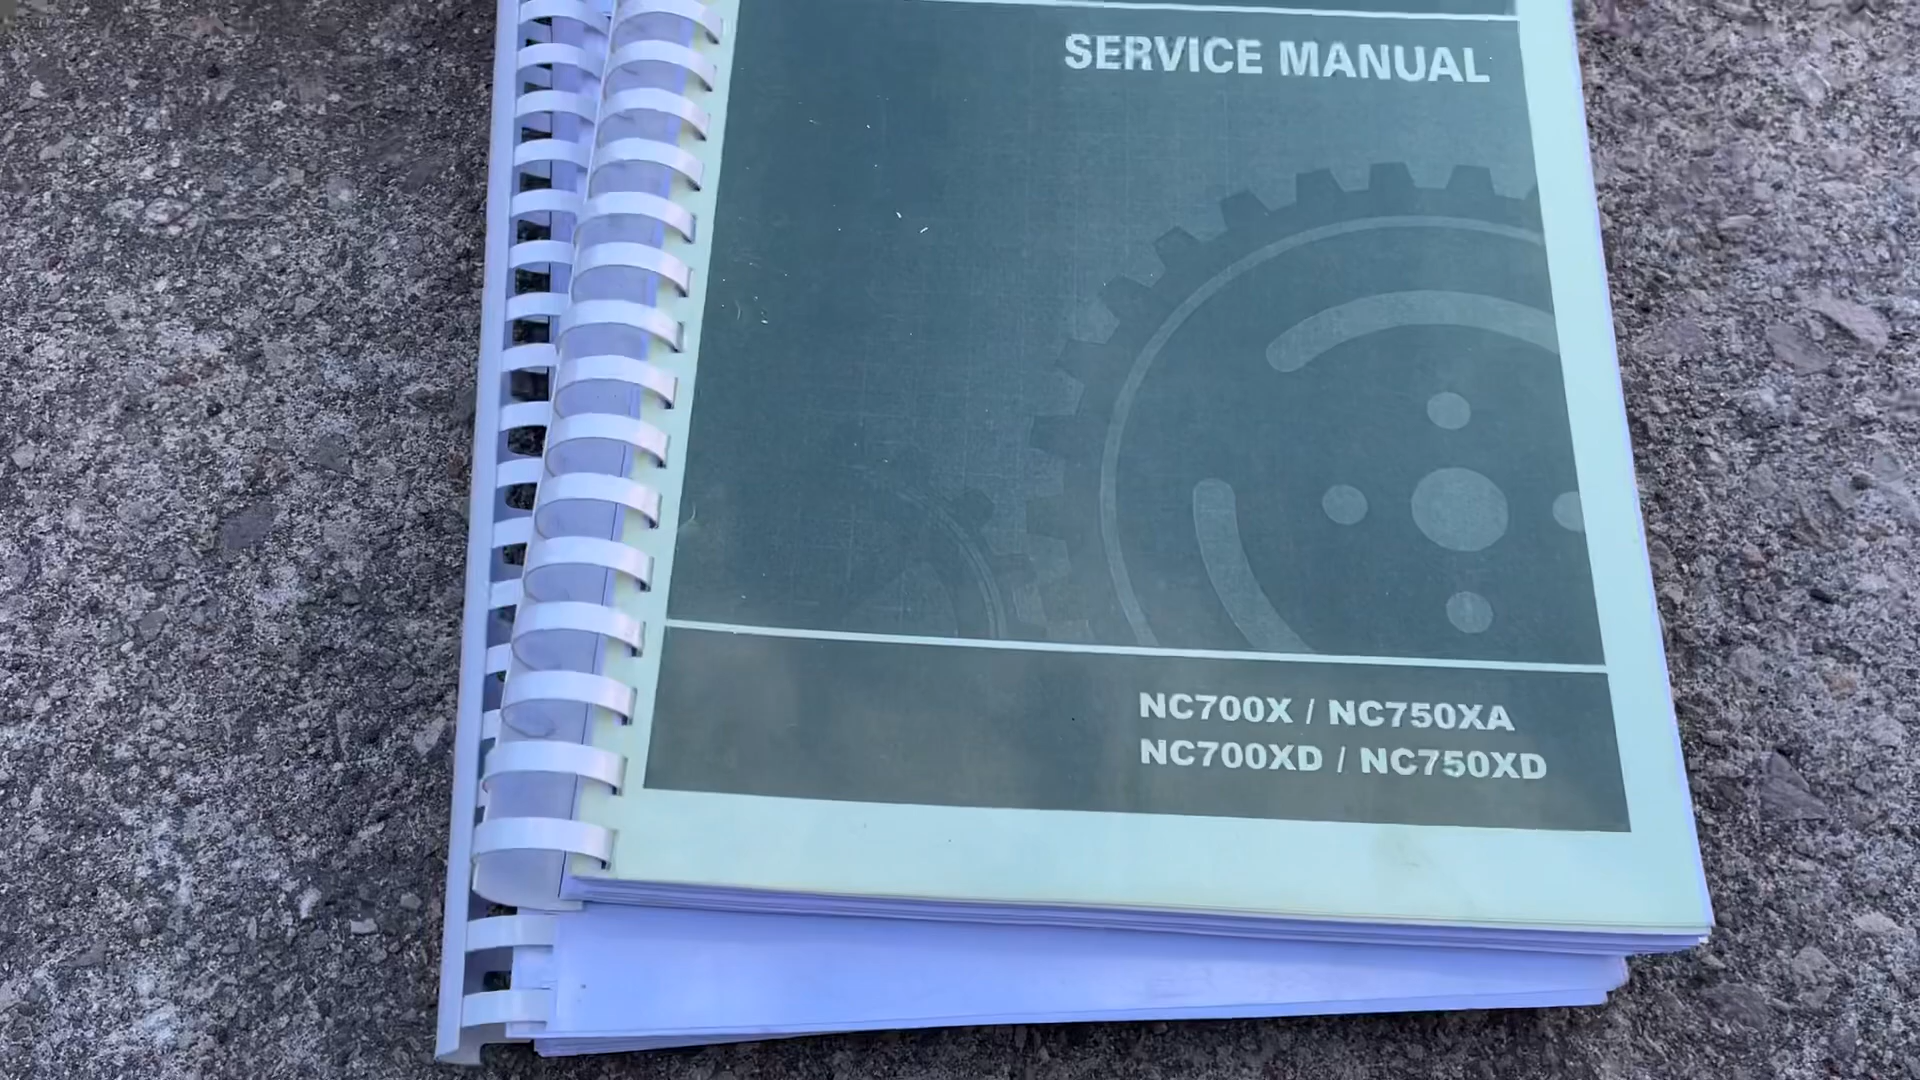 SERVICE MANUAL
NC700X / NC750XA
NC700XD / NC750XD